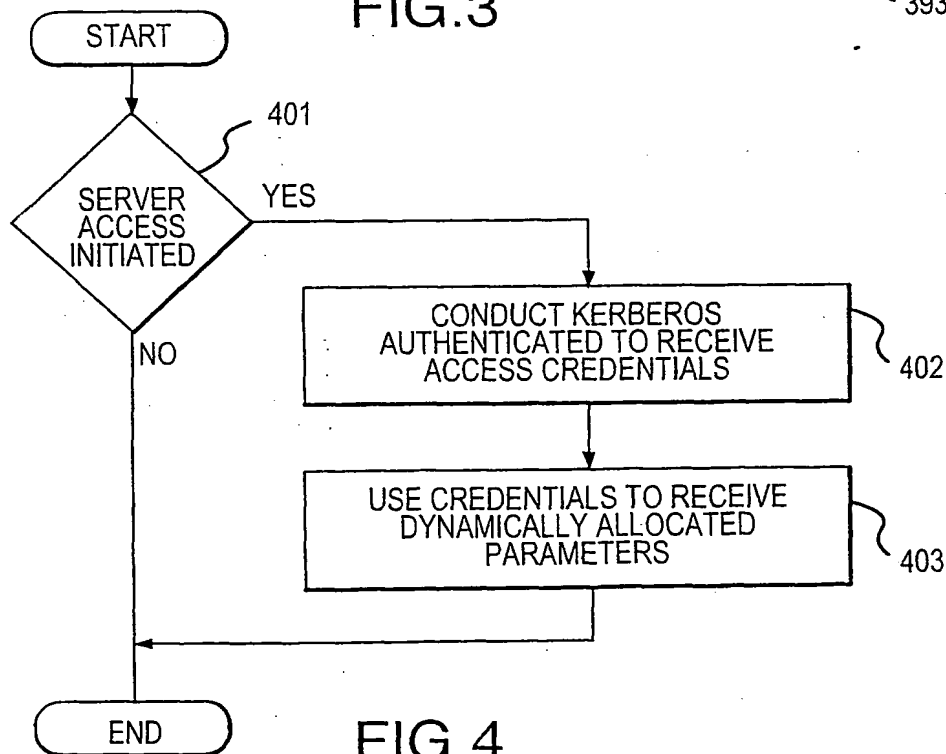 FIG.3
393
START
401
SERVER
ACCESS
INITIATED
YES
NO
CONDUCT KERBEROS
AUTHENTICATED TO RECEIVE
ACCESS CREDENTIALS
402
USE CREDENTIALS TO RECEIVE
DYNAMICALLY ALLOCATED
PARAMETERS
403
END
FIG.4